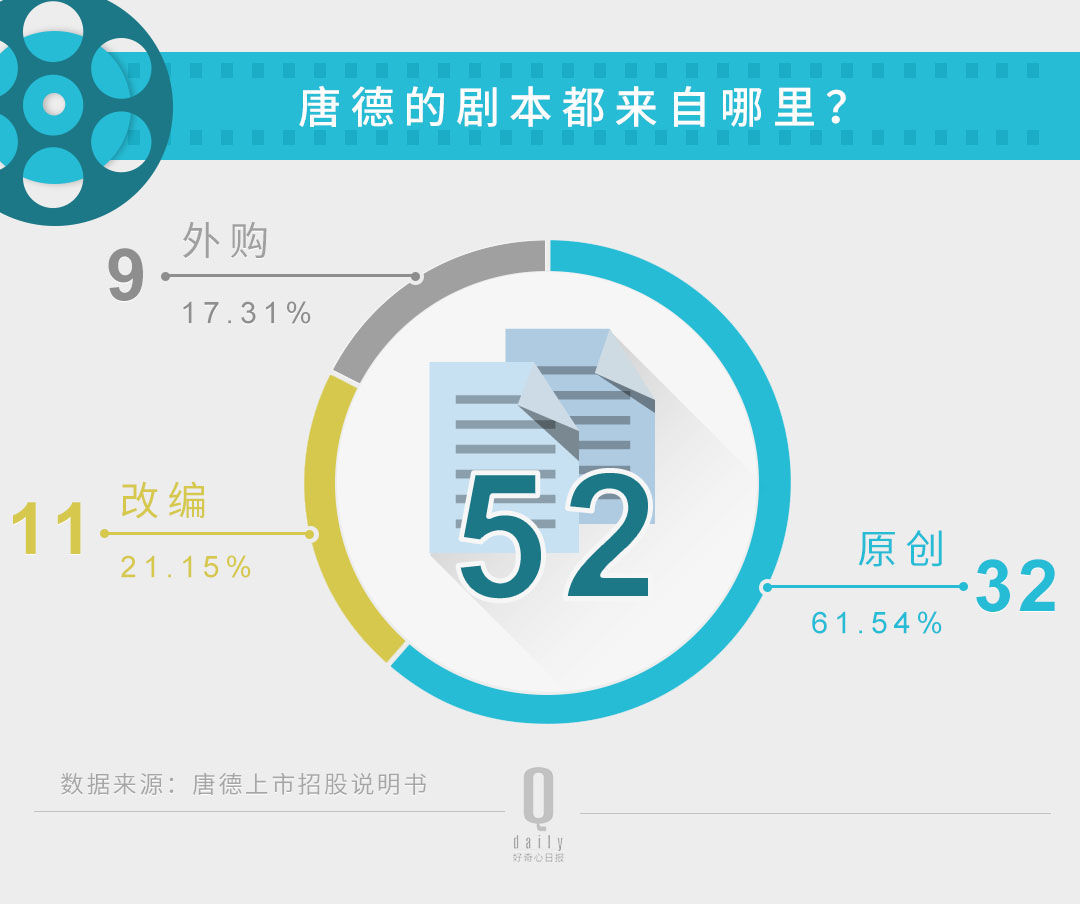 唐德的剧本都来自哪里？
外购
9
17.31%
改编
11
21.15%
52
原创
32
61.54%
数据来源：唐德上市招股说明书
Q
daily
好奇心日报